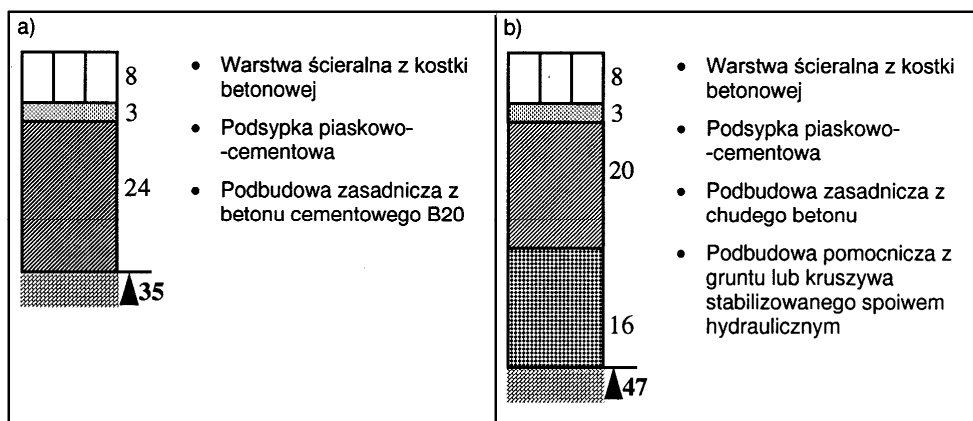 a)
8
3
24
35
• Warstwa ścieralna z kostki
betonowej
• Podsypka piaskowo-
-cementowa
• Podbudowa zasadnicza z
betonu cementowego B20
b)
8
3
20
16
47
• Warstwa ścieralna z kostki
betonowej
• Podsypka piaskowo-
-cementowa
• Podbudowa zasadnicza z
chudego betonu
• Podbudowa pomocnicza z
gruntu lub kruszywa
stabilizowanego spoiwem
hydraulicznym